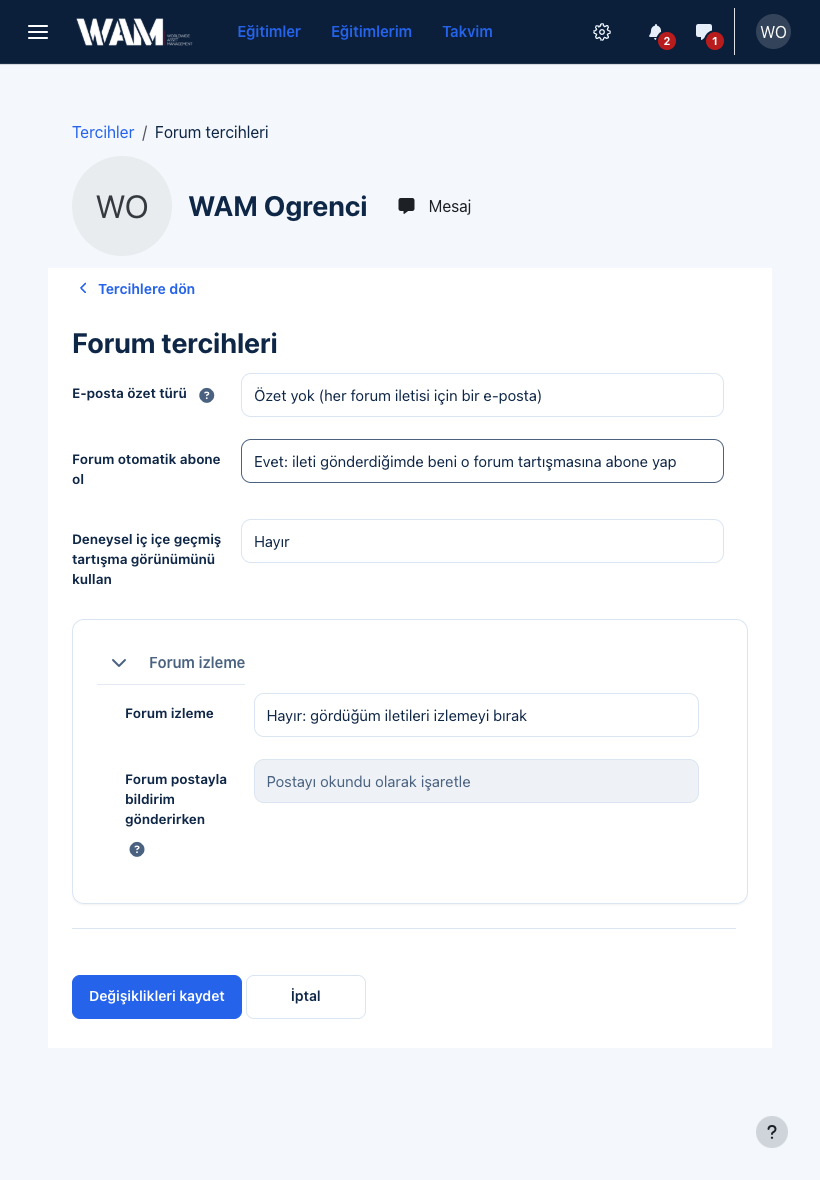 WAM
WORLDWIDE
ASSET
MANAGEMENT
Eğitimler
Eğitimlerim
Takvim
2
1
WO
Tercihler / Forum tercihleri
WO
WAM Ogrenci
Mesaj
Tercihlere dön
Forum tercihleri
E-posta özet türü ?
Özet yok (her forum iletisi için bir e-posta)
Forum otomatik abone
ol
Evet: ileti gönderdiğimde beni o forum tartışmasına abone yap
Deneysel iç içe geçmiş
tartışma görünümünü
kullan
Hayır
Forum izleme
Forum izleme
Hayır: gördüğüm iletileri izlemeyi bırak
Forum postayla
bildirim
gönderirken
?
Postayı okundu olarak işaretle
Değişiklikleri kaydet
İptal
?